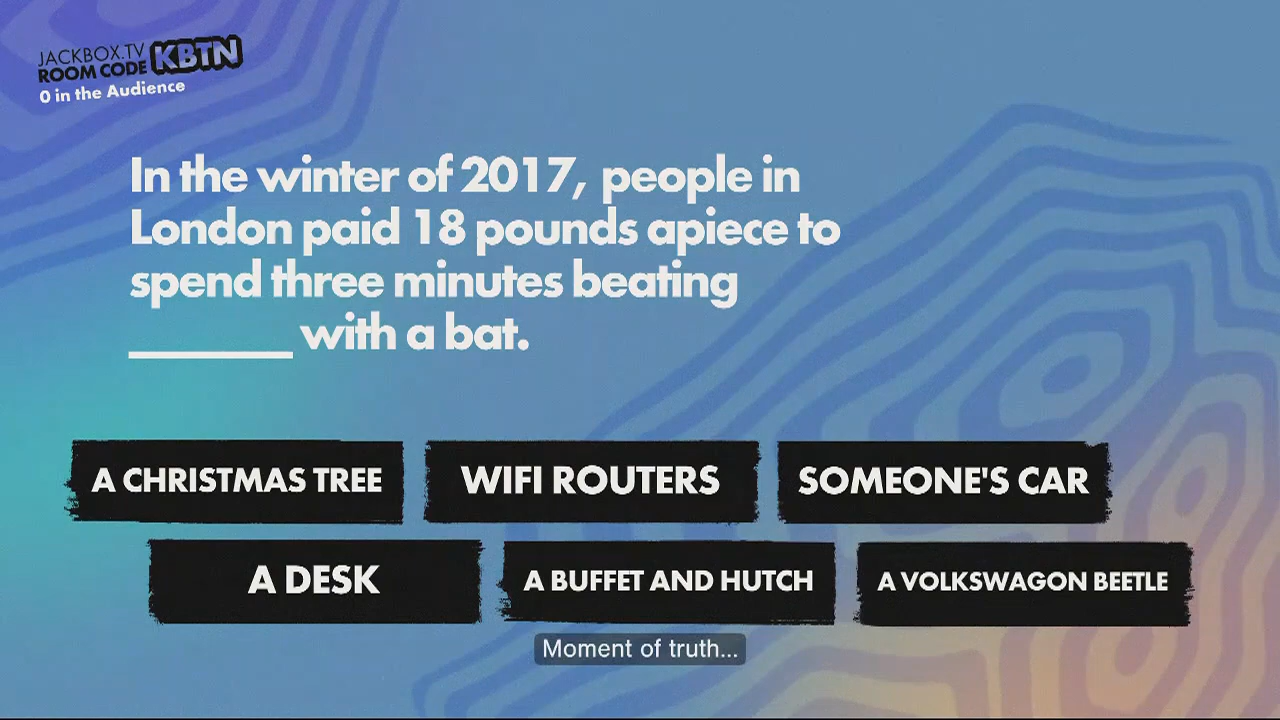 JACKBOX.TV
ROOM CODE KBTN
0 in the Audience
In the winter of 2017, people in
London paid 18 pounds apiece to
spend three minutes beating
______ with a bat.
A CHRISTMAS TREE
WIFI ROUTERS
SOMEONE'S CAR
A DESK
A BUFFET AND HUTCH
A VOLKSWAGON BEETLE
Moment of truth...